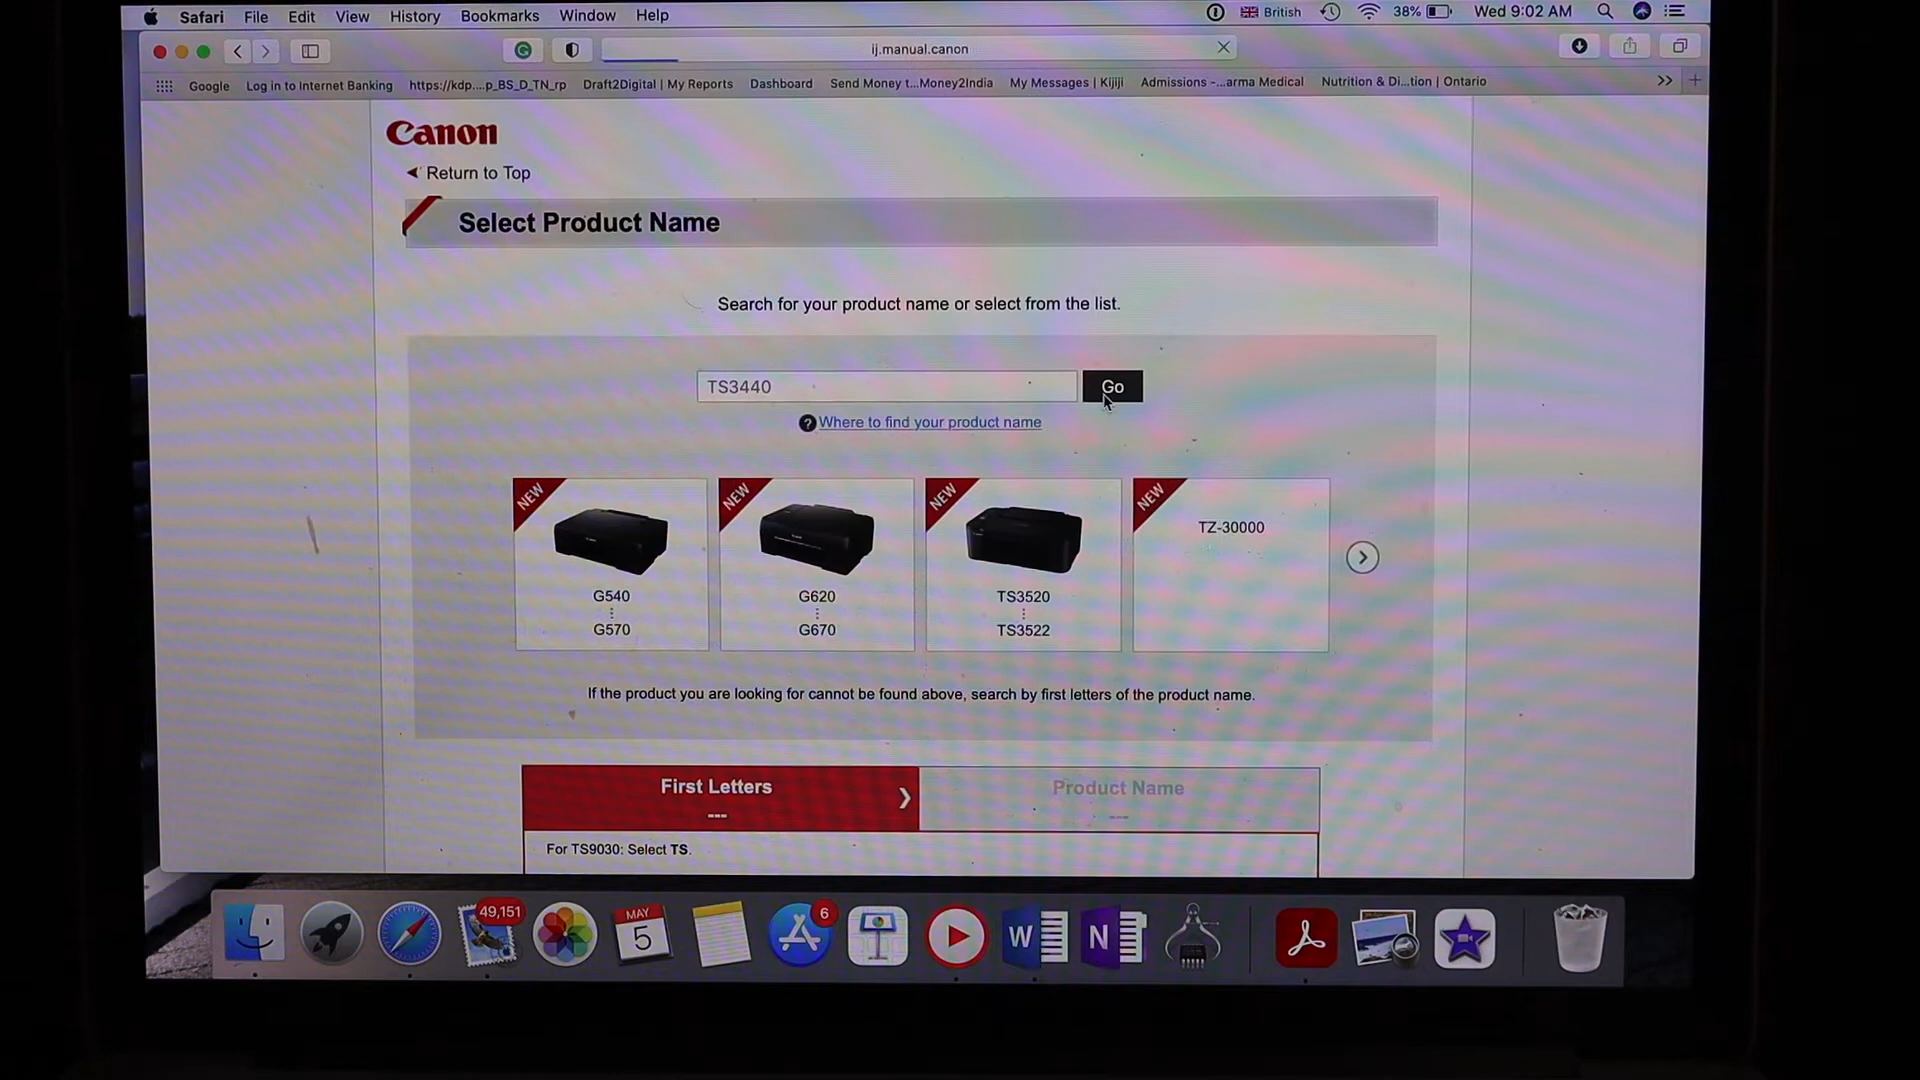 Safari File Edit View History Bookmarks Window Help British 38% Wed 9:02 AM
ij.manual.canon
Google Log in to Internet Banking https://kdp....p_BS_D_TN_rp Draft2Digital | My Reports Dashboard Send Money t...Money2India My Messages | Kijiji Admissions -...arma Medical Nutrition & Di...tion | Ontario
Canon
Return to Top
Select Product Name
Search for your product name or select from the list.
TS3440 Go
? Where to find your product name
NEW NEW NEW NEW
TZ-30000
G540 G620 TS3520
G570 G670 TS3522
If the product you are looking for cannot be found above, search by first letters of the product name.
First Letters Product Name
--- ---
For TS9030: Select TS.
49,151 MAY 6
5 W N